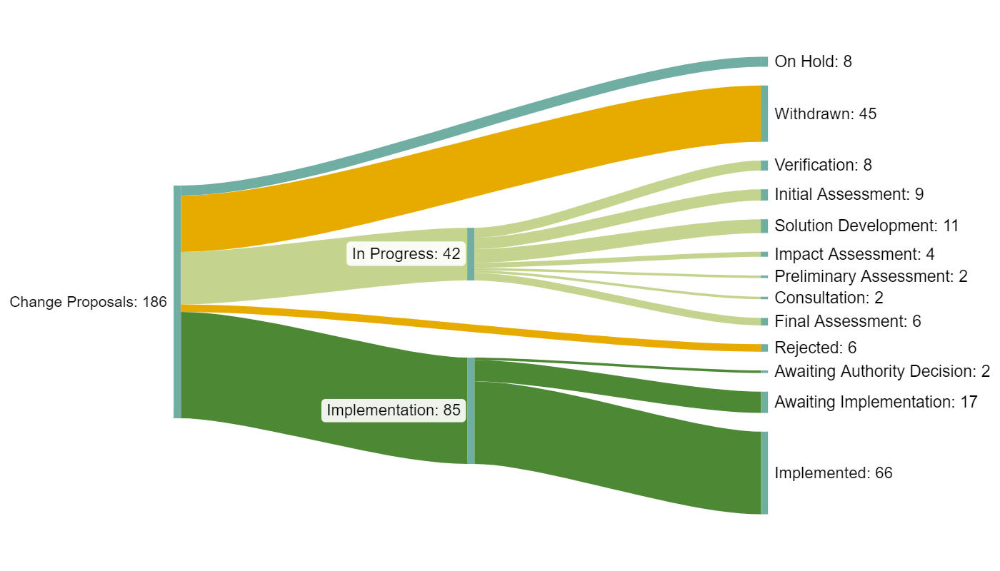 On Hold: 8
Withdrawn: 45
Verification: 8
Initial Assessment: 9
Solution Development: 11
In Progress: 42
Impact Assessment: 4
Preliminary Assessment: 2
Consultation: 2
Change Proposals: 186
Final Assessment: 6
Rejected: 6
Awaiting Authority Decision: 2
Awaiting Implementation: 17
Implementation: 85
Implemented: 66